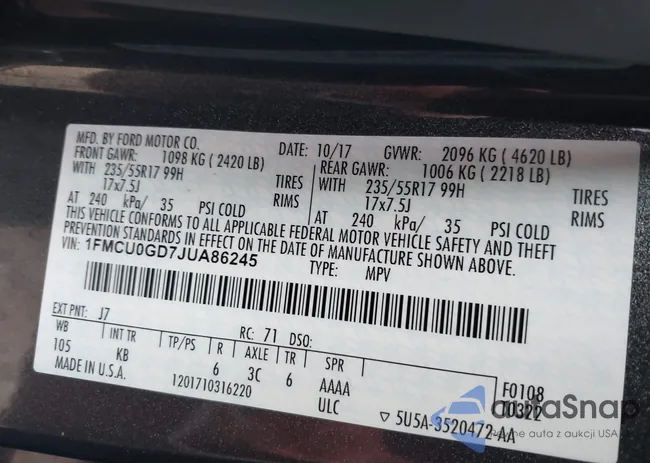 MFD. BY FORD MOTOR CO. DATE: 10/17 GVWR: 2096 KG ( 4620 LB)
FRONT GAWR: 1098 KG ( 2420 LB) REAR GAWR: 1006 KG ( 2218 LB)
WITH 235/55R17 99H TIRES WITH 235/55R17 99H TIRES
17x7.5J RIMS 17x7.5J RIMS
AT 240 kPa/ 35 PSI COLD AT 240 kPa/ 35 PSI COLD
THIS VEHICLE CONFORMS TO ALL APPLICABLE FEDERAL MOTOR VEHICLE SAFETY AND THEFT
PREVENTION STANDARDS IN EFFECT ON THE DATE OF MANUFACTURE SHOWN ABOVE.
VIN: 1FMCU0GD7JUA86245
TYPE: MPV
EXT PNT: J7 RC: 71 DSO:
WB INT TR TP/PS R AXLE TR SPR
105 KB 6 3C 6 AAAA F0108
MADE IN U.S.A. 1201710316220 ULC T0322
▽ 5U5A-3520472-AA
autoSnap
auta z aukcji USA